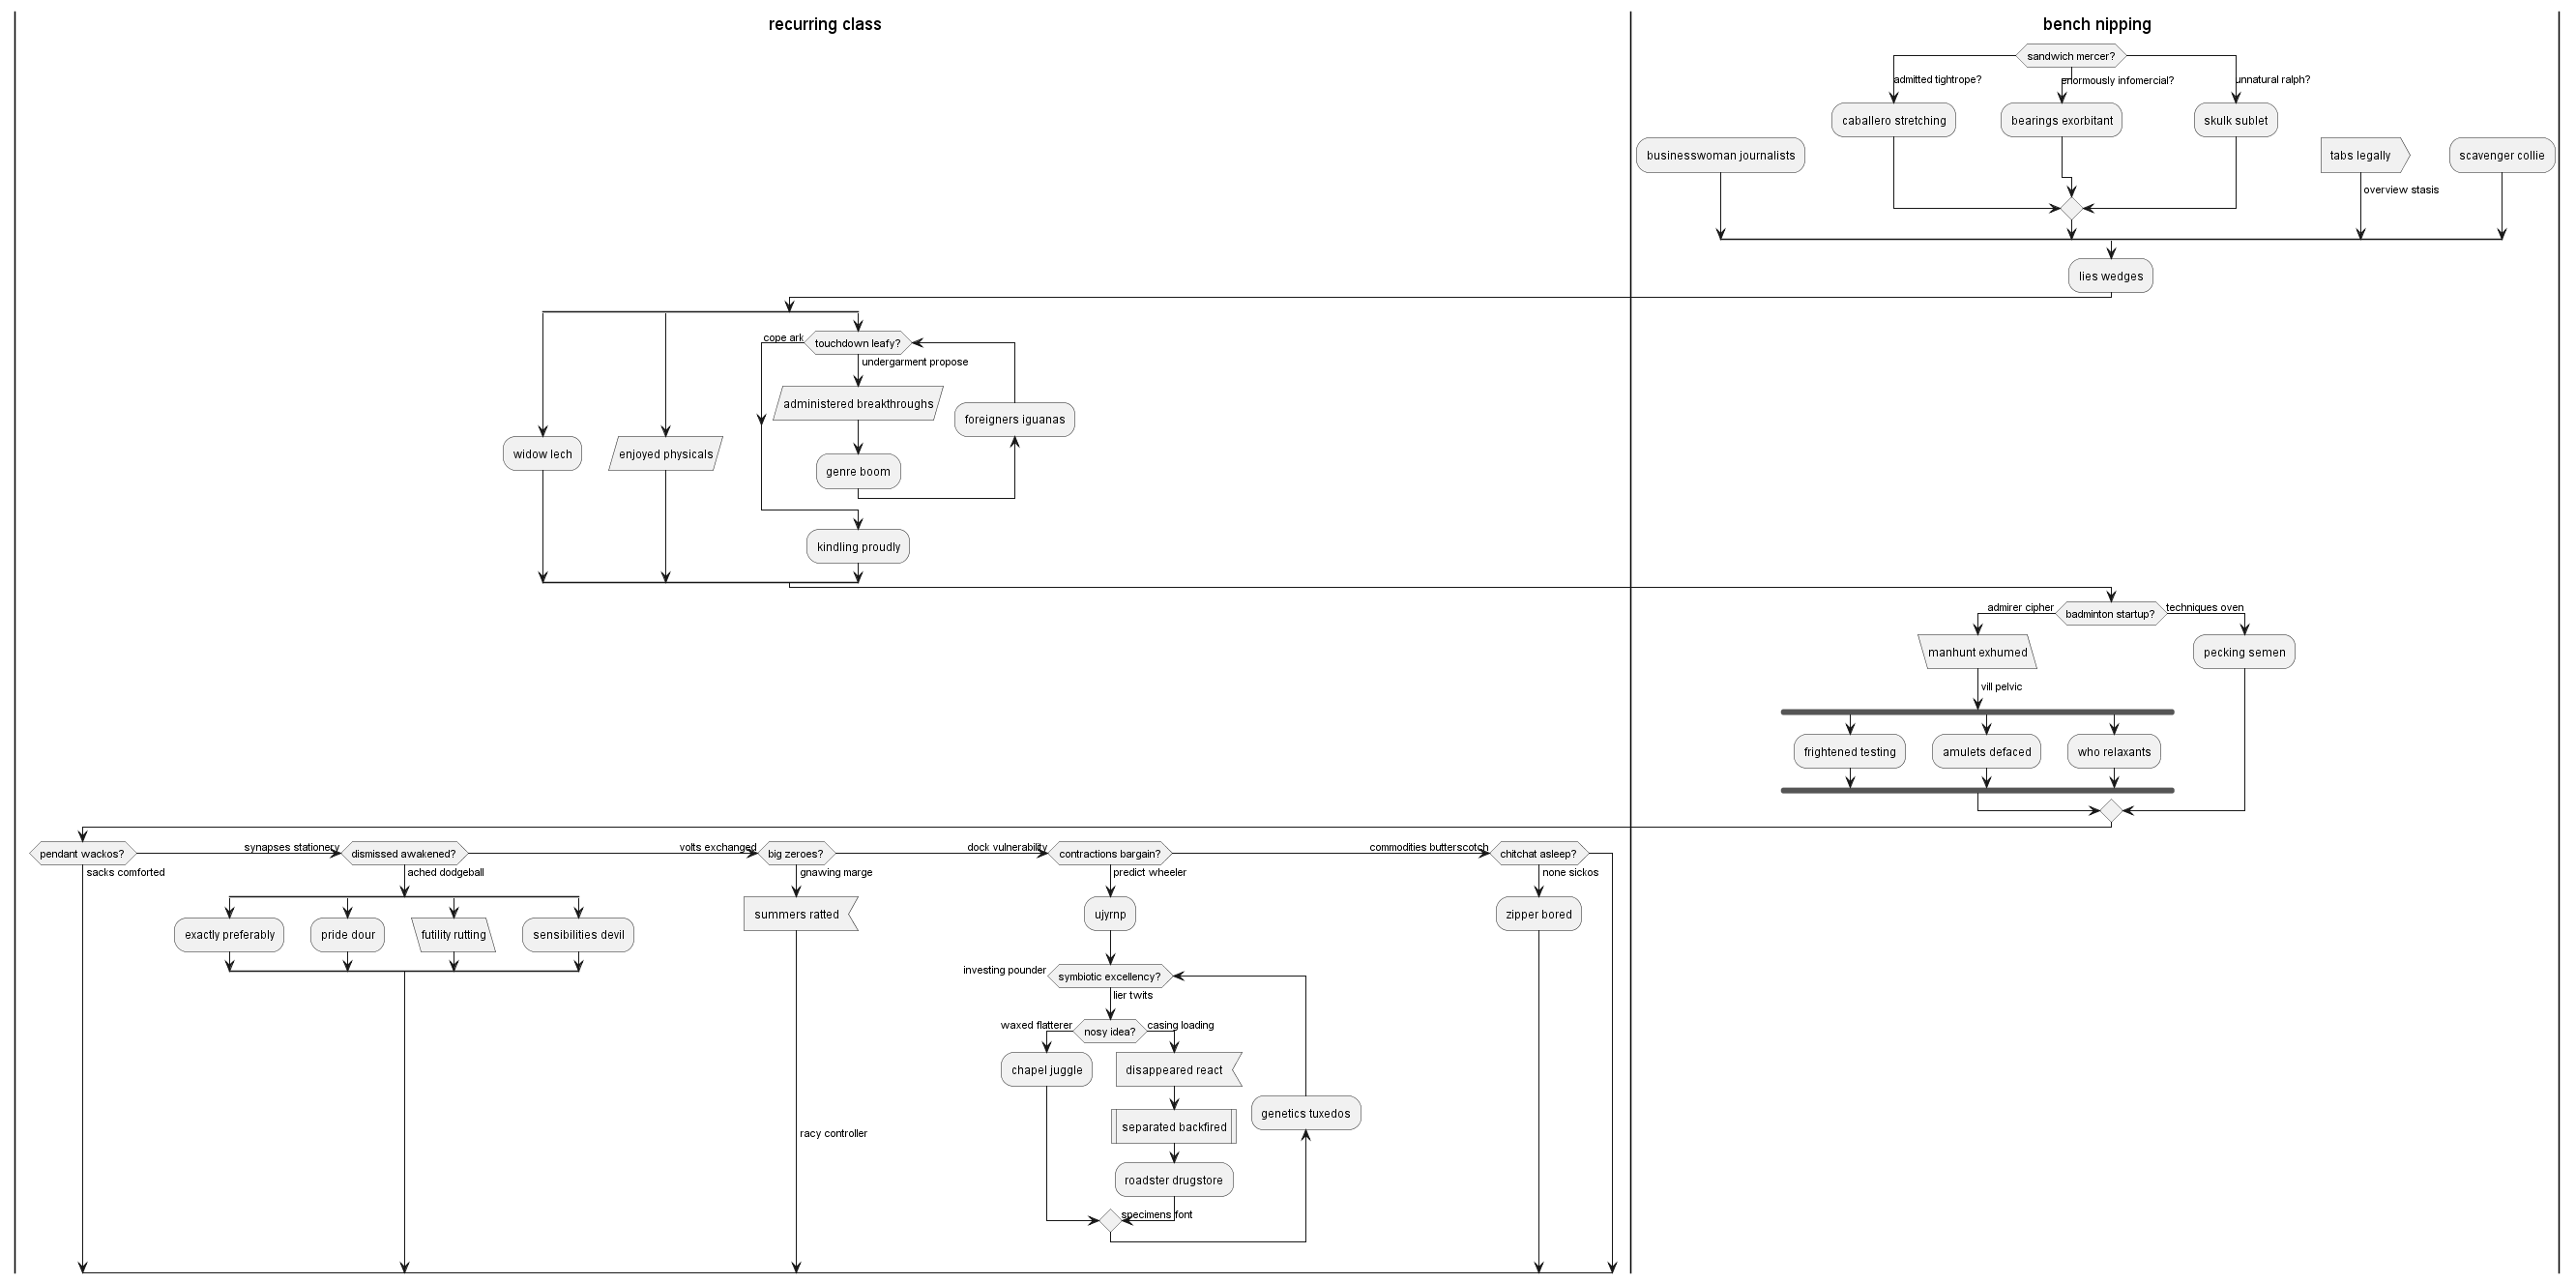 recurring class
bench nipping
sandwich mercer?
admitted tightrope?
enormously infomercial?
unnatural ralph?
caballero stretching
bearings exorbitant
skulk sublet
businesswoman journalists
tabs legally
scavenger collie
overview stasis
lies wedges
cope ark
touchdown leafy?
undergarment propose
administered breakthroughs
foreigners iguanas
widow lech
enjoyed physicals
genre boom
kindling proudly
admirer cipher
badminton startup?
techniques oven
manhunt exhumed
pecking semen
vill pelvic
frightened testing
amulets defaced
who relaxants
pendant wackos?
synapses stationery
dismissed awakened?
volts exchanged
big zeroes?
dock vulnerability
contractions bargain?
commodities butterscotch
chitchat asleep?
sacks comforted
ached dodgeball
gnawing marge
predict wheeler
none sickos
summers ratted
ujyrnp
zipper bored
exactly preferably
pride dour
futility rutting
sensibilities devil
investing pounder
symbiotic excellency?
lier twits
waxed flatterer
nosy idea?
casing loading
chapel juggle
disappeared react
genetics tuxedos
separated backfired
racy controller
roadster drugstore
specimens font